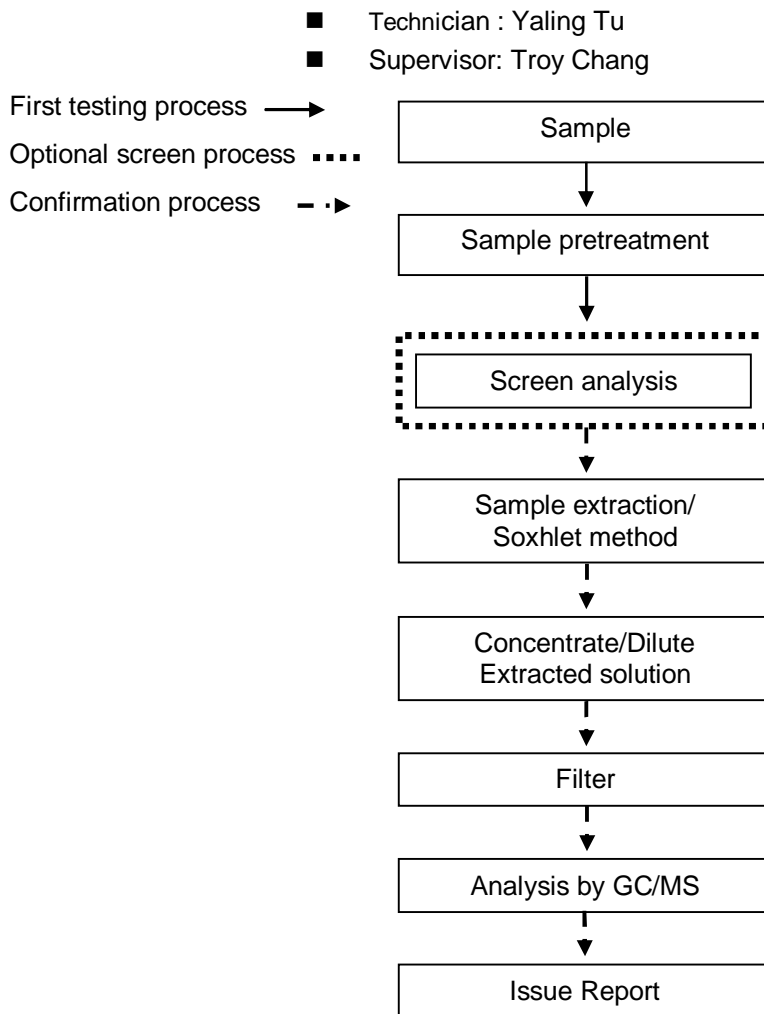 ■ Technician : Yaling Tu
■ Supervisor: Troy Chang
First testing process
Optional screen process
Confirmation process
Sample
Sample pretreatment
Screen analysis
Sample extraction/
Soxhlet method
Concentrate/Dilute
Extracted solution
Filter
Analysis by GC/MS
Issue Report